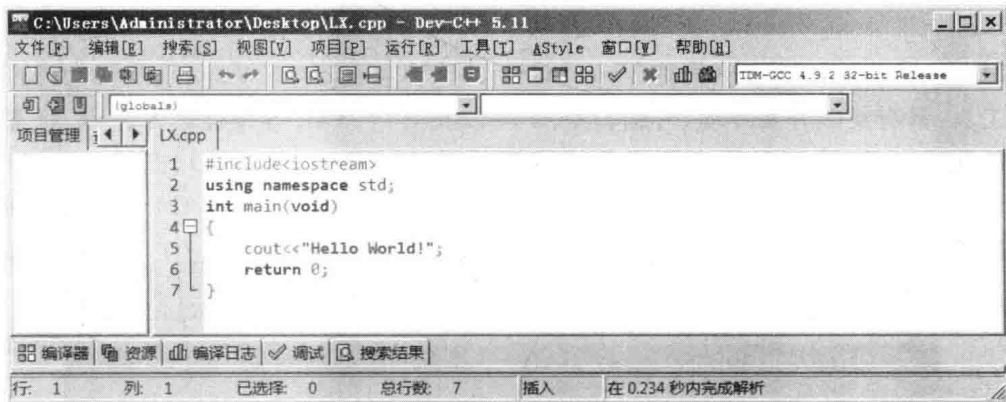 C:\Users\Administrator\Desktop\LX.cpp - Dev-C++ 5.11
文件[F] 编辑[E] 搜索[S] 视图[V] 项目[P] 运行[R] 工具[T] AStyle 窗口[W] 帮助[H]
TDM-GCC 4.9.2 32-bit Release
(globals)
项目管理 LX.cpp
1 #include<iostream>
2 using namespace std;
3 int main(void)
4 {
5 cout<<"Hello World!";
6 return 0;
7 }
编译器 资源 编译日志 调试 搜索结果
行: 1 列: 1 已选择: 0 总行数: 7 插入 在 0.234 秒内完成解析